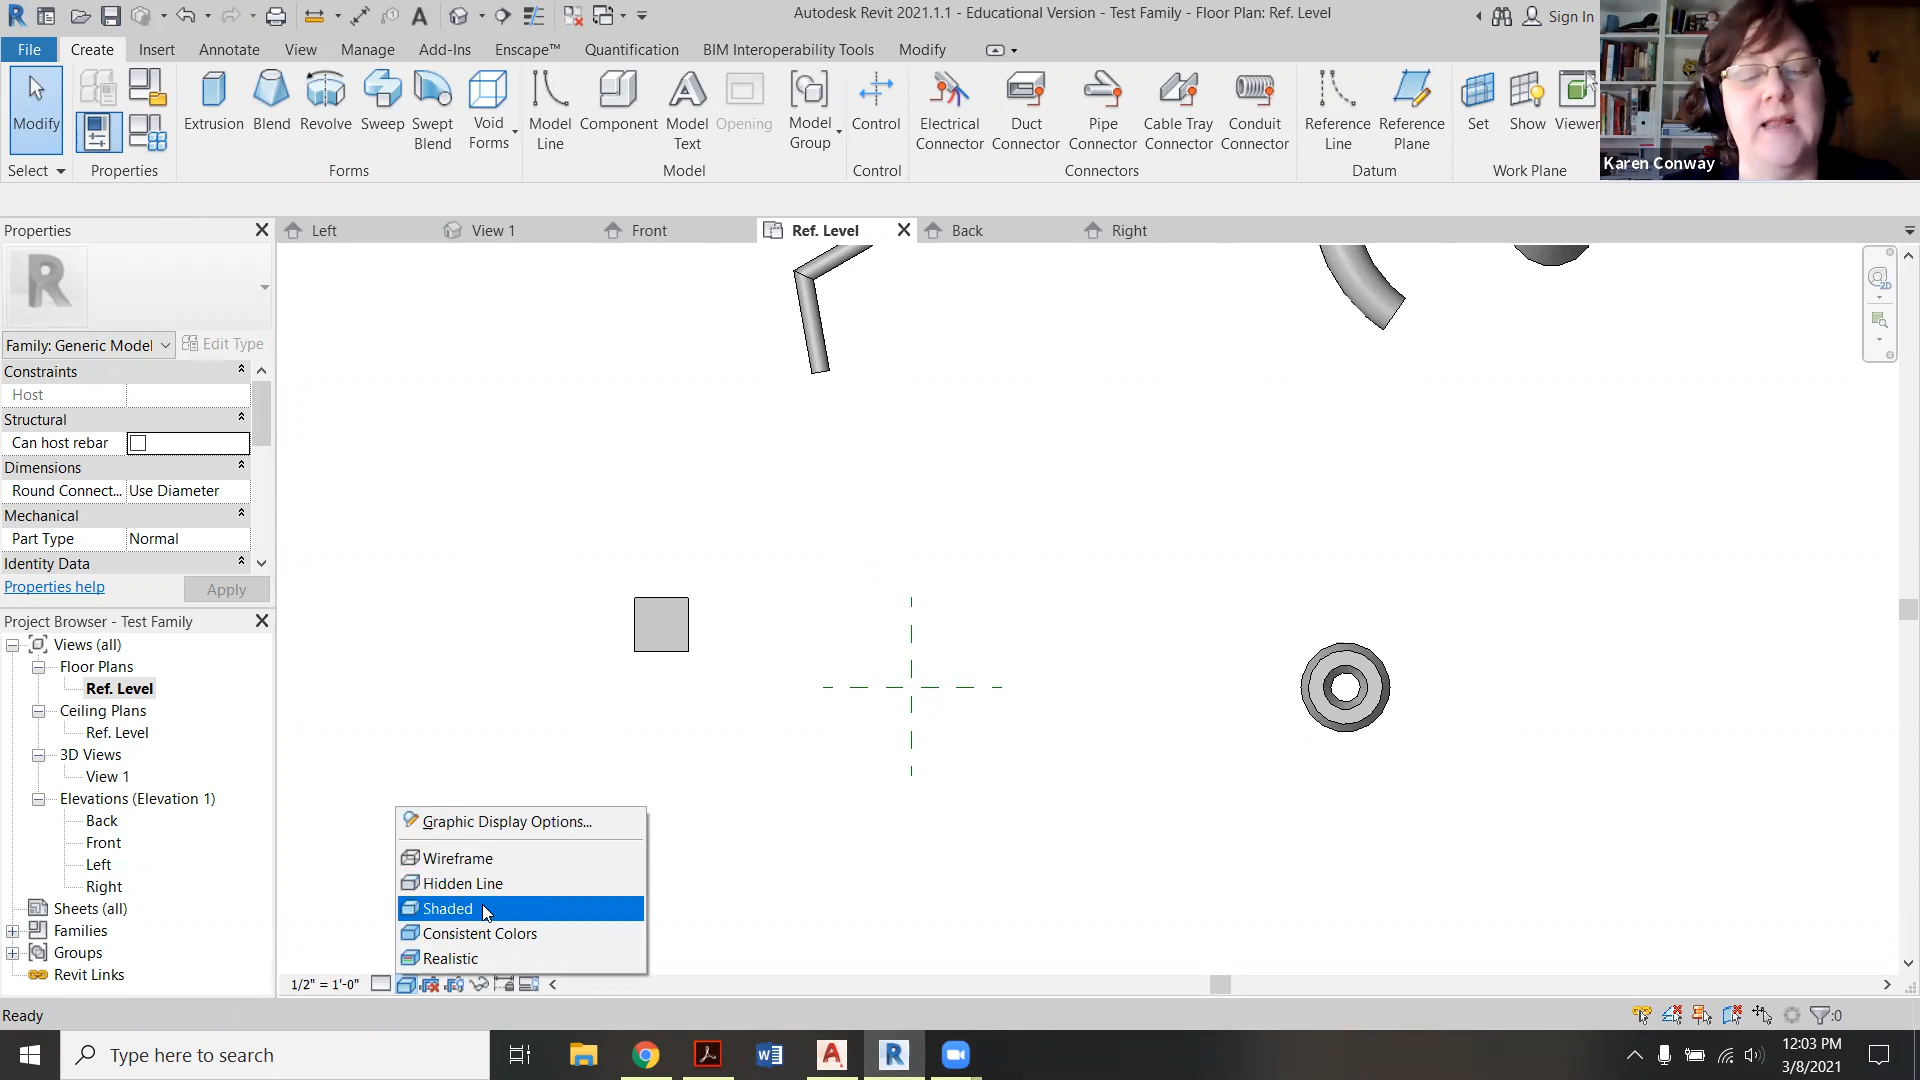 Autodesk Revit 2021.1.1 - Educational Version - Test Family - Floor Plan: Ref. Level
Sign In
File Create Insert Annotate View Manage Add-Ins Enscape™ Quantification BIM Interoperability Tools Modify
Modify
Extrusion Blend Revolve Sweep Swept Blend Void Forms
Model Line Component Model Text Opening Model Group
Control
Electrical Connector Duct Connector Pipe Connector Cable Tray Connector Conduit Connector
Reference Line Reference Plane
Set Show Viewer
Karen Conway
Select Properties Forms Model Control Connectors Datum Work Plane
Properties
Left View 1 Front Ref. Level Back Right
R
2D
Family: Generic Model Edit Type
Constraints
Host
Structural
Can host rebar
Dimensions
Round Connect... Use Diameter
Mechanical
Part Type Normal
Identity Data
Properties help Apply
Project Browser - Test Family
Views (all)
Floor Plans
Ref. Level
Ceiling Plans
Ref. Level
3D Views
View 1
Elevations (Elevation 1)
Back
Front
Left
Right
Sheets (all)
Families
Groups
Revit Links
Graphic Display Options...
Wireframe
Hidden Line
Shaded
Consistent Colors
Realistic
1/2" = 1'-0"
Ready
:0
Type here to search
12:03 PM
3/8/2021